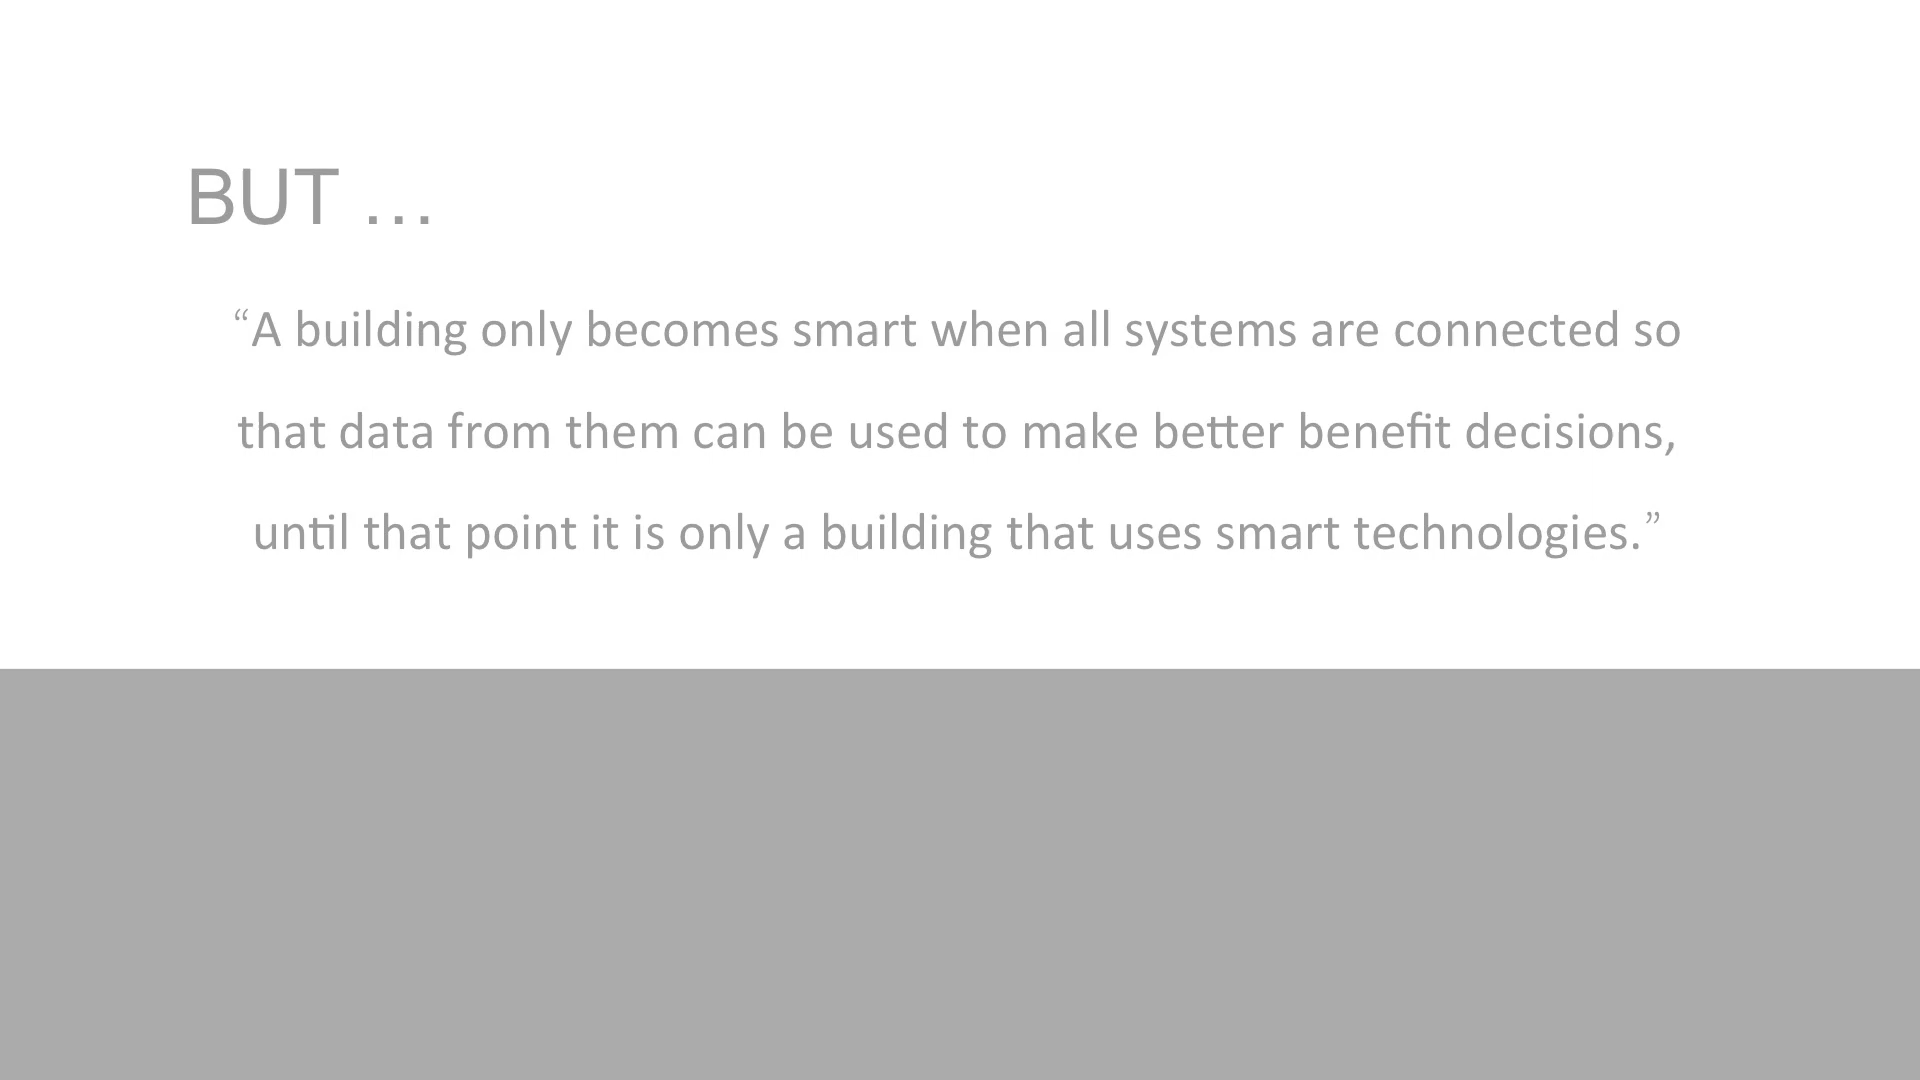 BUT …
“A building only becomes smart when all systems are connected so
that data from them can be used to make better benefit decisions,
until that point it is only a building that uses smart technologies.”